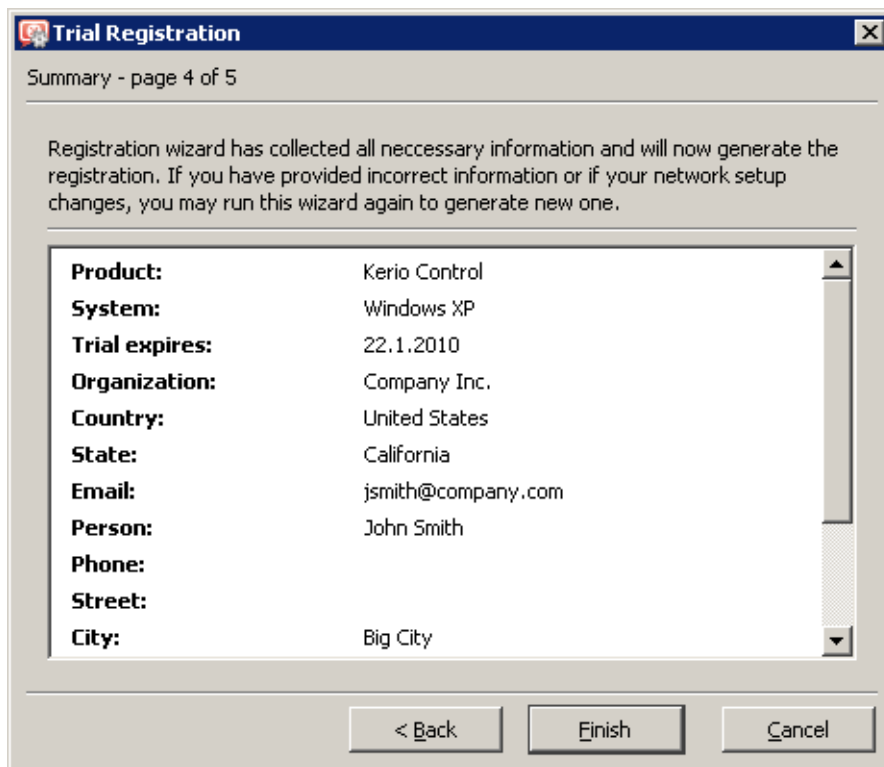 Trial Registration
Summary - page 4 of 5
Registration wizard has collected all neccessary information and will now generate the
registration. If you have provided incorrect information or if your network setup
changes, you may run this wizard again to generate new one.
Product: Kerio Control
System: Windows XP
Trial expires: 22.1.2010
Organization: Company Inc.
Country: United States
State: California
Email: jsmith@company.com
Person: John Smith
Phone:
Street:
City: Big City
< Back Finish Cancel